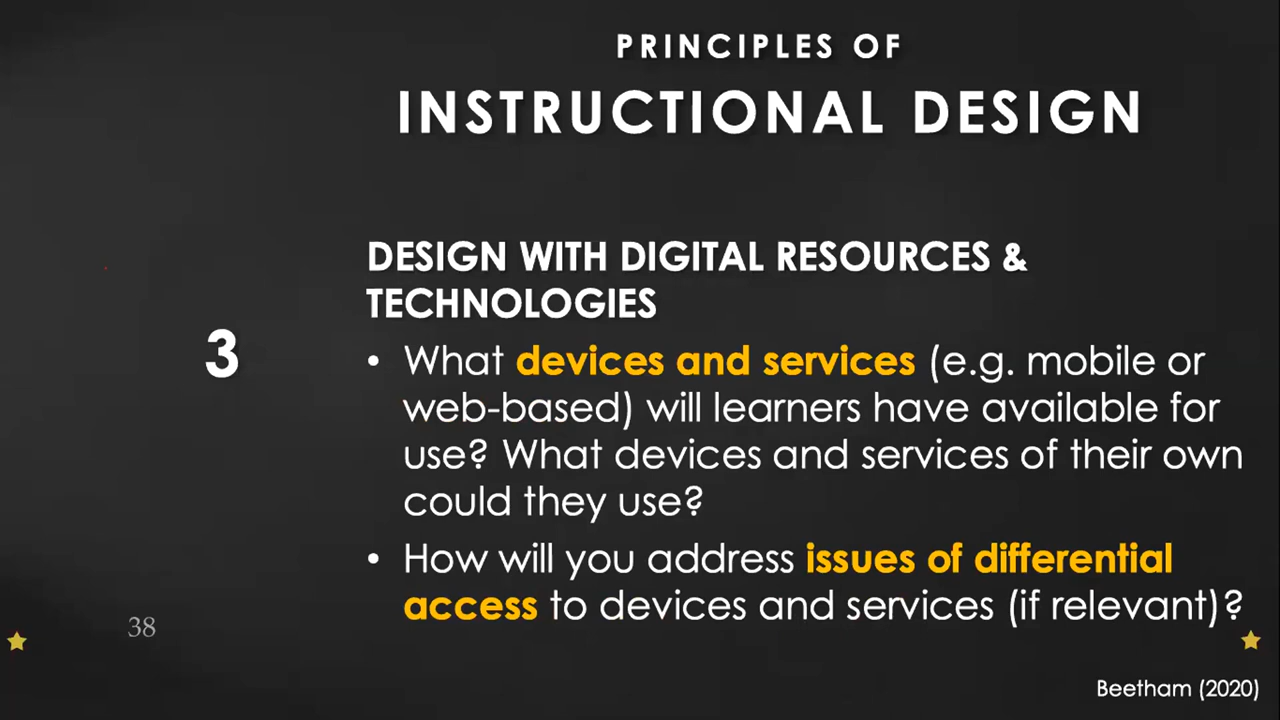 PRINCIPLES OF
INSTRUCTIONAL DESIGN
DESIGN WITH DIGITAL RESOURCES &
TECHNOLOGIES
3
• What devices and services (e.g. mobile or
web-based) will learners have available for
use? What devices and services of their own
could they use?
• How will you address issues of differential
access to devices and services (if relevant)?
38
Beetham (2020)